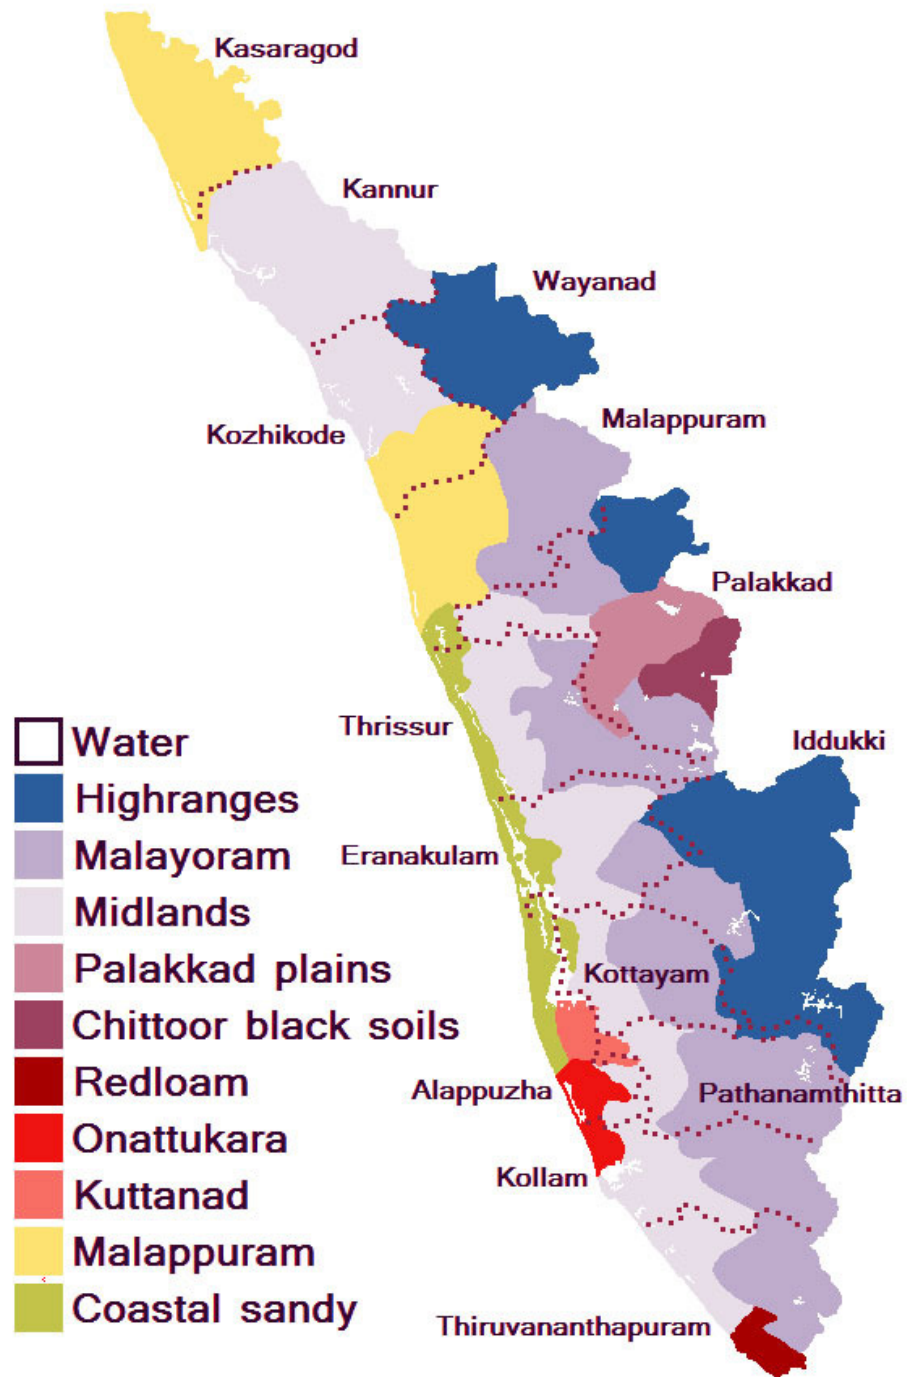 Kasaragod
Kannur
Wayanad
Malappuram
Kozhikode
Palakkad
Thrissur
Iddukki
Eranakulam
Kottayam
Alappuzha
Pathanamthitta
Kollam
Thiruvananthapuram
Water
Highranges
Malayoram
Midlands
Palakkad plains
Chittoor black soils
Redloam
Onattukara
Kuttanad
Malappuram
Coastal sandy